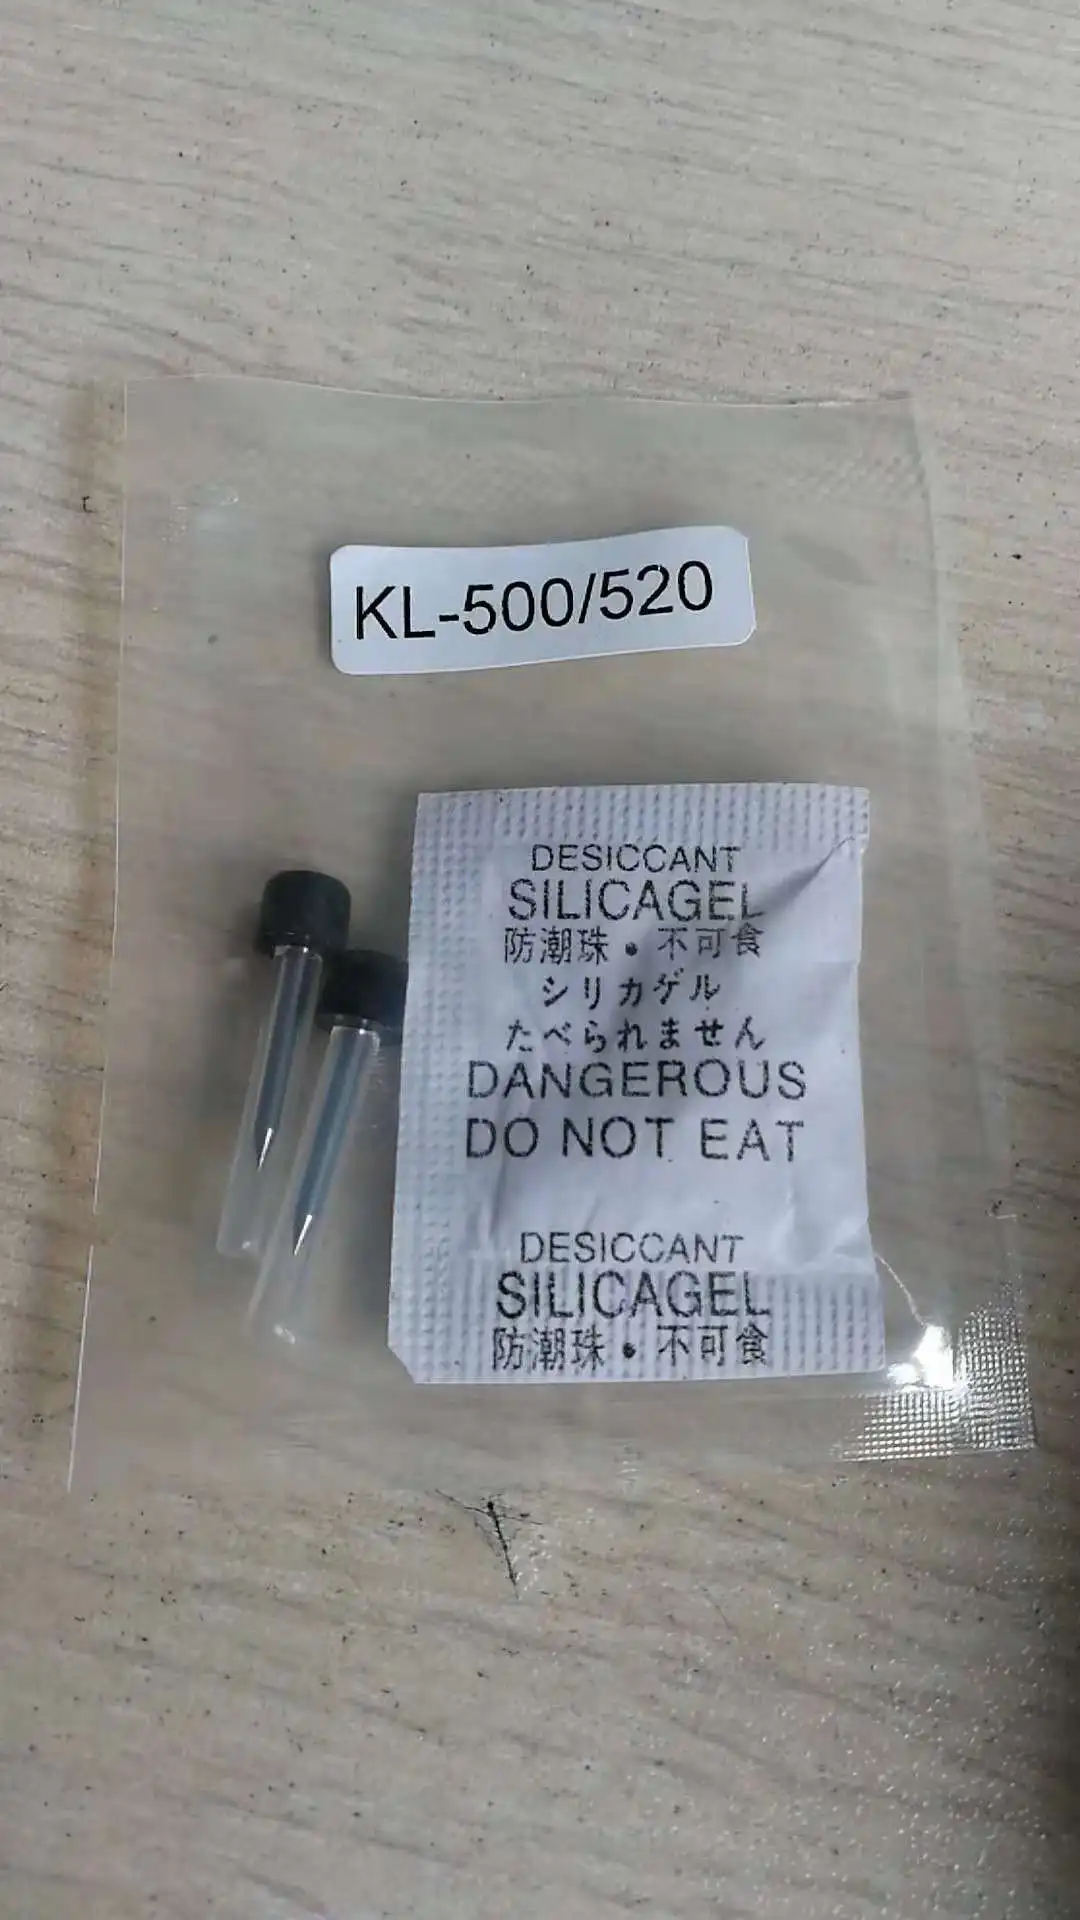 KL-500/520
DESICCANT
SILICAGEL
防潮珠•不可食
シリカゲル
たべられません
DANGEROUS
DO NOT EAT
DESICCANT
SILICAGEL
防潮珠•不可食